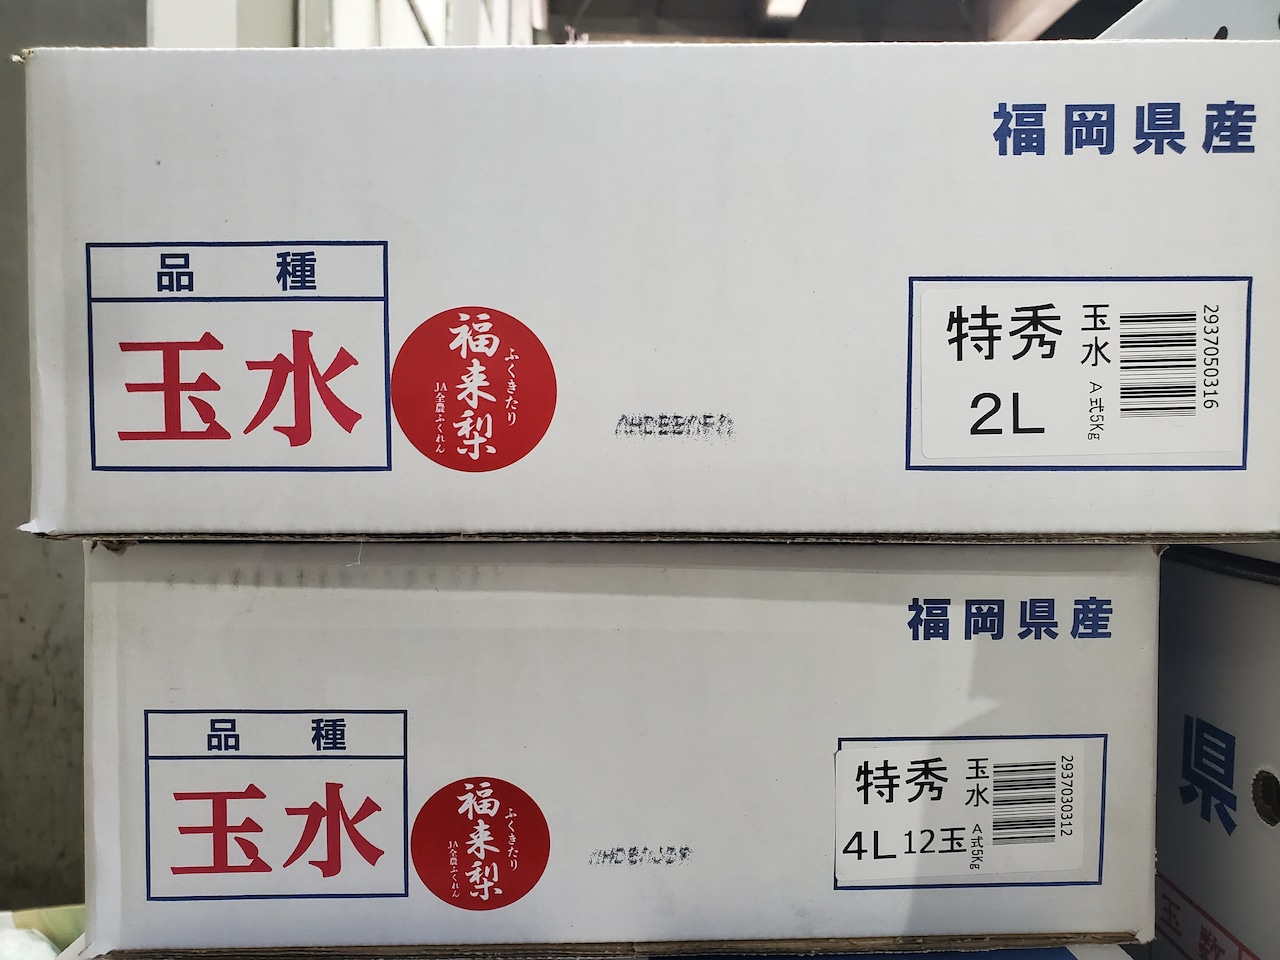 福岡県産
品種
玉水
福来梨
ふくきたり
JA全農ふくれん
特秀
2L
玉水
A式5Kg
2937050316
福岡県産
品種
玉水
福来梨
ふくきたり
JA全農ふくれん
特秀
4L 12玉
玉水
A式5Kg
2937030312
県
玉数